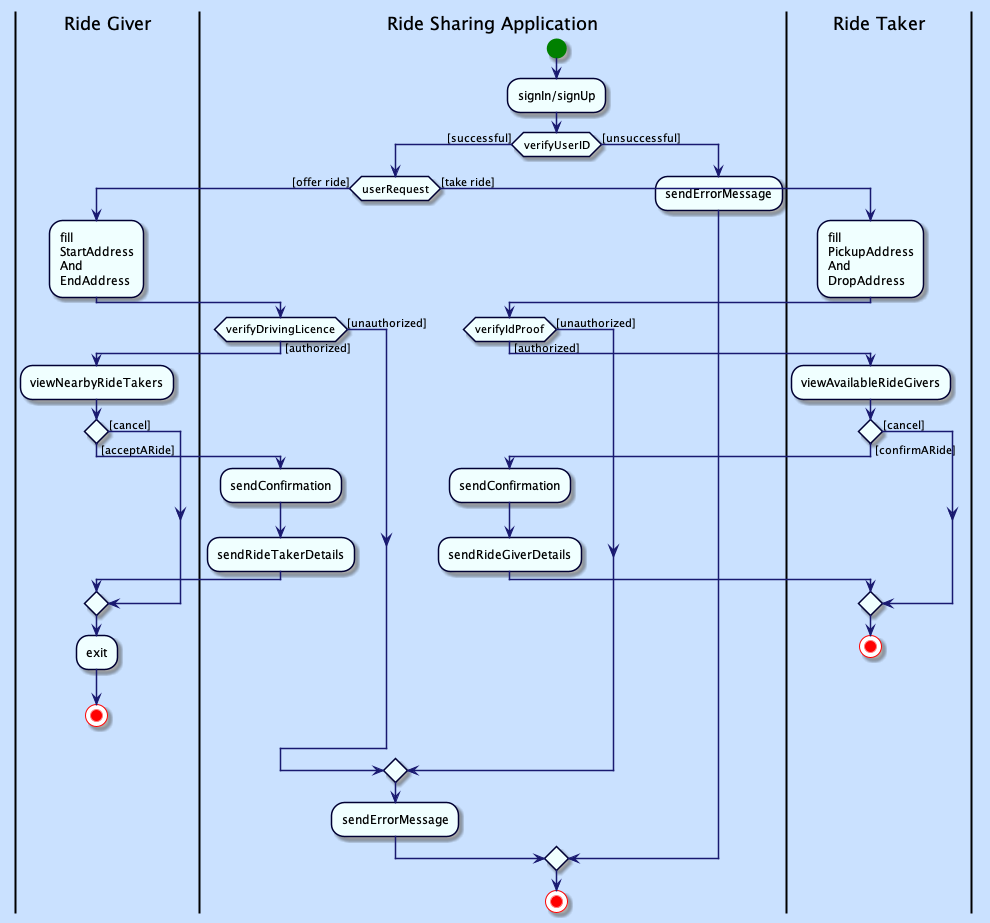 Ride Giver
Ride Sharing Application
Ride Taker
signIn/signUp
[successful]
verifyUserID
[unsuccessful]
[offer ride]
userRequest
[take ride]
sendErrorMessage
fill
StartAddress
And
EndAddress
fill
PickupAddress
And
DropAddress
verifyDrivingLicence
[unauthorized]
[authorized]
verifyIdProof
[unauthorized]
[authorized]
viewNearbyRideTakers
viewAvailableRideGivers
[cancel]
[acceptARide]
[cancel]
[confirmARide]
sendConfirmation
sendConfirmation
sendRideTakerDetails
sendRideGiverDetails
exit
sendErrorMessage